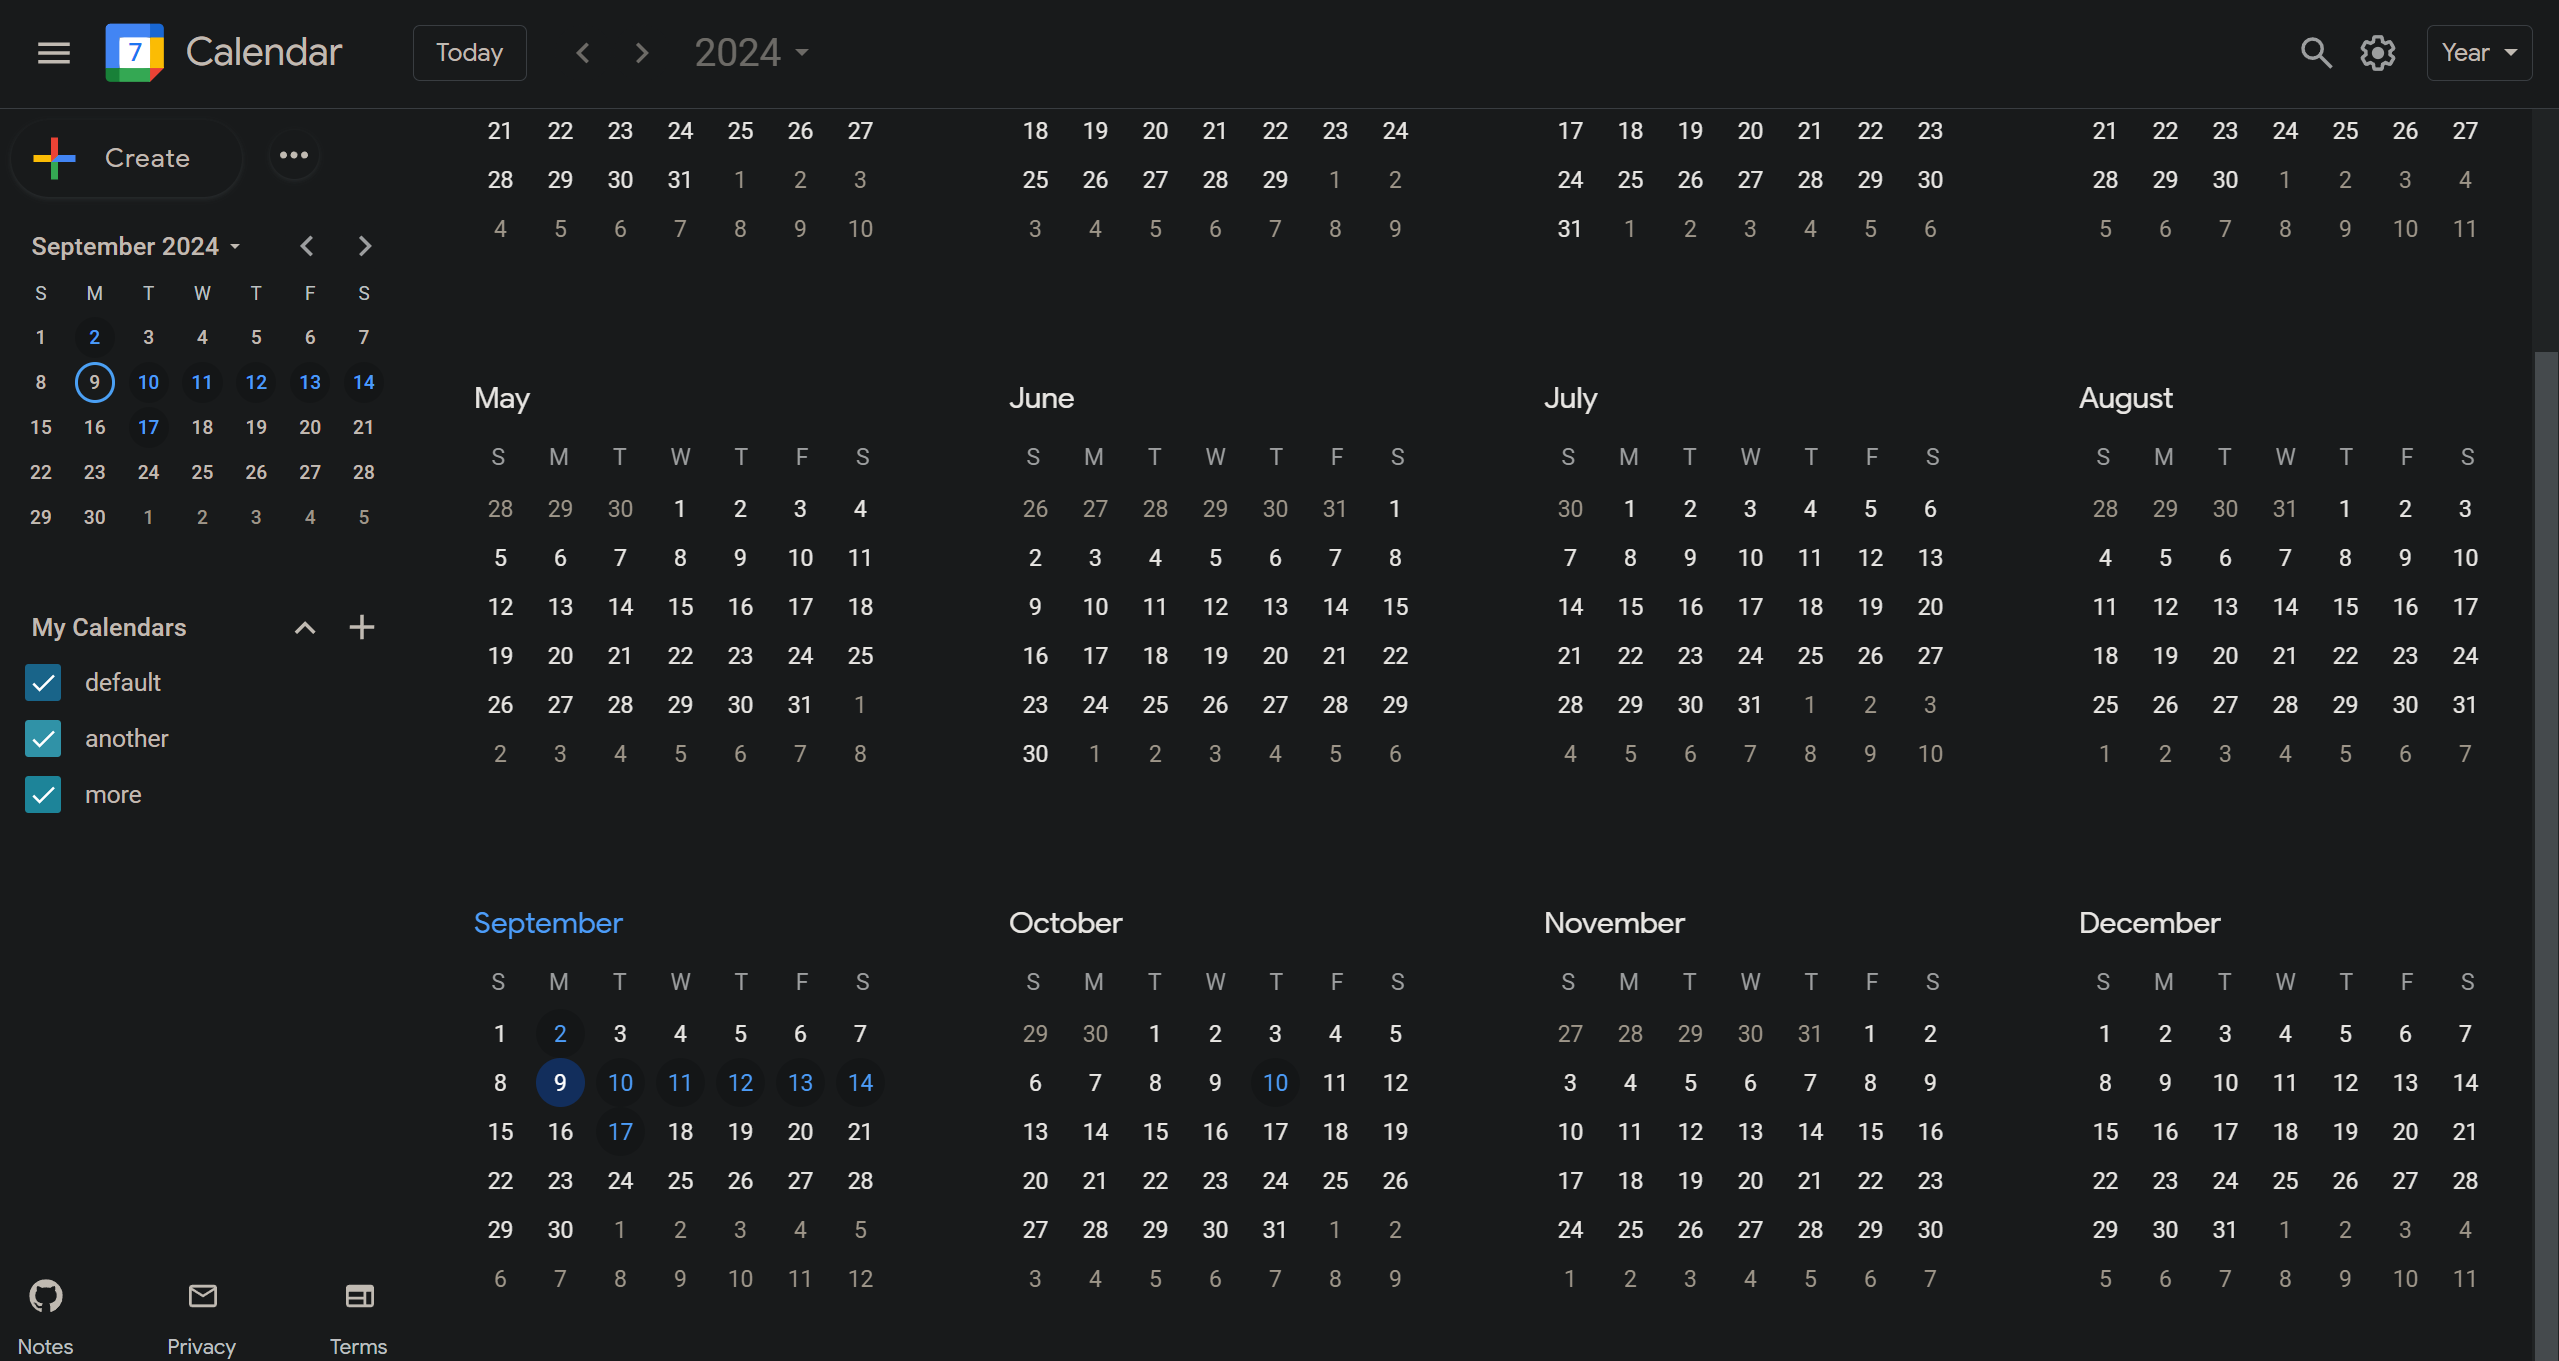 7 Calendar Today 2024 Year
Create
September 2024
S M T W T F S
1 2 3 4 5 6 7
8 9 10 11 12 13 14
15 16 17 18 19 20 21
22 23 24 25 26 27 28
29 30 1 2 3 4 5
My Calendars
default
another
more
Notes Privacy Terms
21 22 23 24 25 26 27
28 29 30 31 1 2 3
4 5 6 7 8 9 10
18 19 20 21 22 23 24
25 26 27 28 29 1 2
3 4 5 6 7 8 9
17 18 19 20 21 22 23
24 25 26 27 28 29 30
31 1 2 3 4 5 6
21 22 23 24 25 26 27
28 29 30 1 2 3 4
5 6 7 8 9 10 11
May
S M T W T F S
28 29 30 1 2 3 4
5 6 7 8 9 10 11
12 13 14 15 16 17 18
19 20 21 22 23 24 25
26 27 28 29 30 31 1
2 3 4 5 6 7 8
June
S M T W T F S
26 27 28 29 30 31 1
2 3 4 5 6 7 8
9 10 11 12 13 14 15
16 17 18 19 20 21 22
23 24 25 26 27 28 29
30 1 2 3 4 5 6
July
S M T W T F S
30 1 2 3 4 5 6
7 8 9 10 11 12 13
14 15 16 17 18 19 20
21 22 23 24 25 26 27
28 29 30 31 1 2 3
4 5 6 7 8 9 10
August
S M T W T F S
28 29 30 31 1 2 3
4 5 6 7 8 9 10
11 12 13 14 15 16 17
18 19 20 21 22 23 24
25 26 27 28 29 30 31
1 2 3 4 5 6 7
September
S M T W T F S
1 2 3 4 5 6 7
8 9 10 11 12 13 14
15 16 17 18 19 20 21
22 23 24 25 26 27 28
29 30 1 2 3 4 5
6 7 8 9 10 11 12
October
S M T W T F S
29 30 1 2 3 4 5
6 7 8 9 10 11 12
13 14 15 16 17 18 19
20 21 22 23 24 25 26
27 28 29 30 31 1 2
3 4 5 6 7 8 9
November
S M T W T F S
27 28 29 30 31 1 2
3 4 5 6 7 8 9
10 11 12 13 14 15 16
17 18 19 20 21 22 23
24 25 26 27 28 29 30
1 2 3 4 5 6 7
December
S M T W T F S
1 2 3 4 5 6 7
8 9 10 11 12 13 14
15 16 17 18 19 20 21
22 23 24 25 26 27 28
29 30 31 1 2 3 4
5 6 7 8 9 10 11